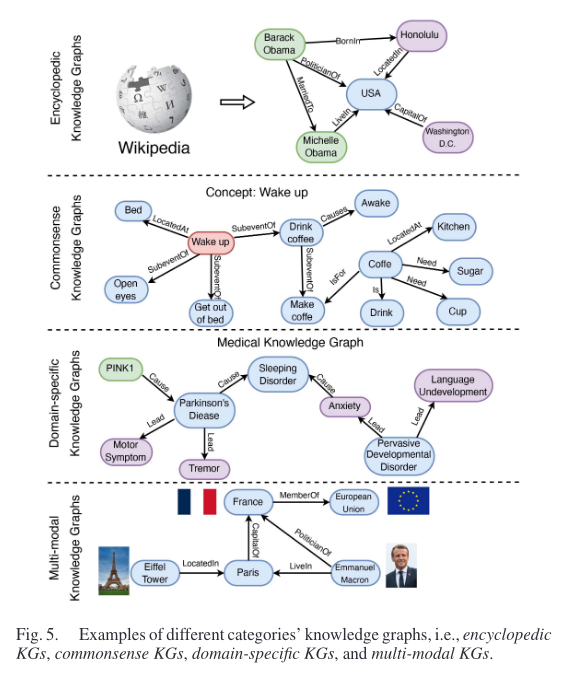 Encyclopedic
Knowledge Graphs
Wikipedia
Barack
Obama
BornIn
Honolulu
PoliticianOf
LocatedIn
MarriedTo
USA
LiveIn
CapitalOf
Michelle
Obama
Washington
D.C.
Commonsense
Knowledge Graphs
Concept: Wake up
Bed
LocatedAt
Wake up
SubeventOf
Drink
coffee
Causes
Awake
SubeventOf
Open
eyes
SubeventOf
Get out
of bed
SubeventOf
Make
coffe
IsFor
Coffe
LocatedAt
Kitchen
Need
Sugar
Need
Cup
Is
Drink
Domain-specific
Knowledge Graphs
Medical Knowledge Graph
PINK1
Cause
Parkinson's
Diease
Cause
Sleeping
Disorder
Cause
Anxiety
Language
Undevelopment
Lead
Motor
Symptom
Lead
Tremor
Lead
Lead
Pervasive
Developmental
Disorder
Multi-modal
Knowledge Graphs
France
MemberOf
European
Union
CapitalOf
PoliticianOf
Eiffel
Tower
LocatedIn
Paris
LiveIn
Emmanuel
Macron
Fig. 5. Examples of different categories' knowledge graphs, i.e., encyclopedic
KGs, commonsense KGs, domain-specific KGs, and multi-modal KGs.